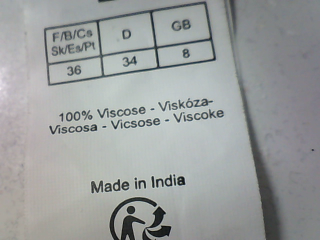 F/B/Cs D GB
Sk/Es/Pt
36 34 8
100% Viscose - Viskóza-
Viscosa - Vicsose - Viscoke
Made in India